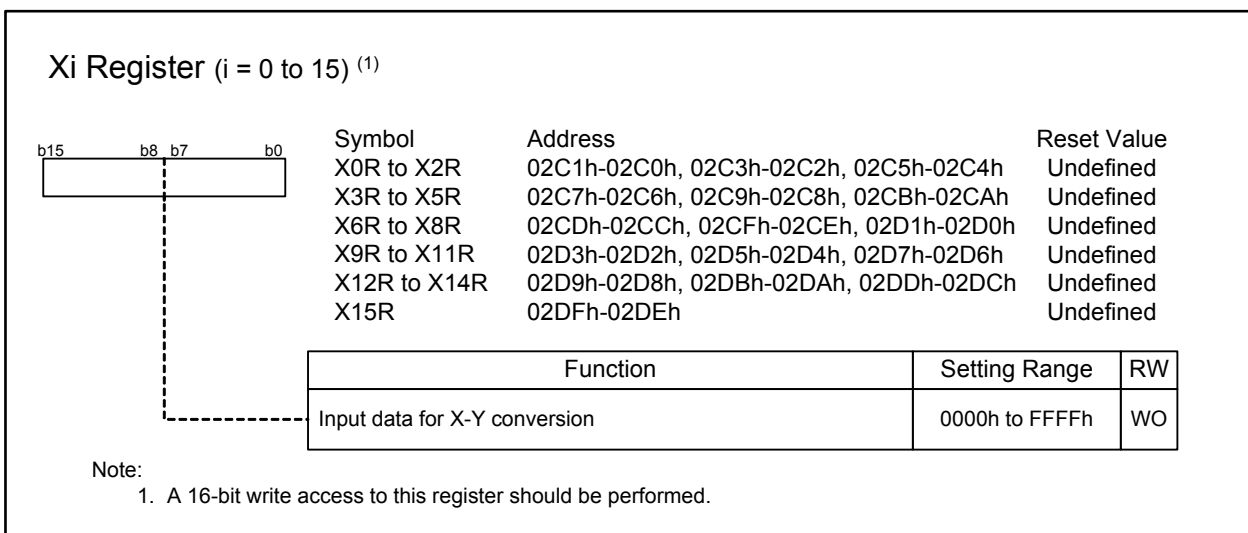 Xi Register (i = 0 to 15) (1)
b15 b8 b7 b0
Symbol Address Reset Value
X0R to X2R 02C1h-02C0h, 02C3h-02C2h, 02C5h-02C4h Undefined
X3R to X5R 02C7h-02C6h, 02C9h-02C8h, 02CBh-02CAh Undefined
X6R to X8R 02CDh-02CCh, 02CFh-02CEh, 02D1h-02D0h Undefined
X9R to X11R 02D3h-02D2h, 02D5h-02D4h, 02D7h-02D6h Undefined
X12R to X14R 02D9h-02D8h, 02DBh-02DAh, 02DDh-02DCh Undefined
X15R 02DFh-02DEh Undefined
Function Setting Range RW
Input data for X-Y conversion 0000h to FFFFh WO
Note:
1. A 16-bit write access to this register should be performed.